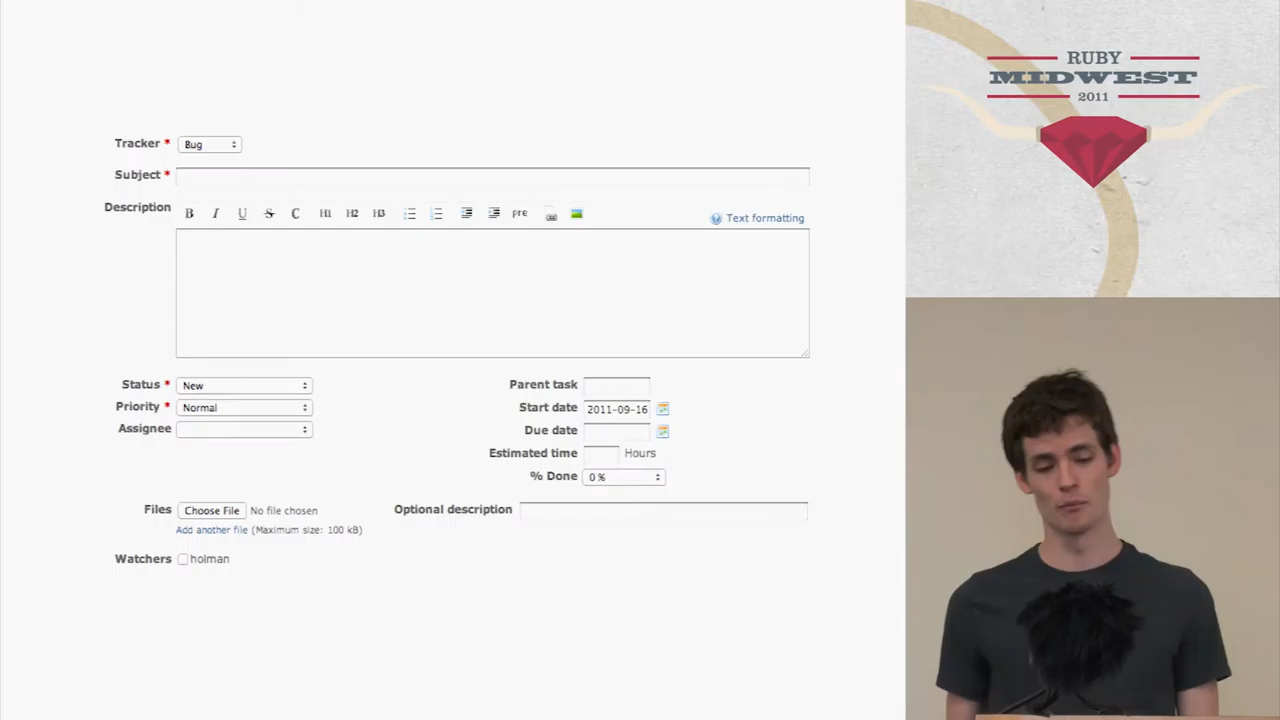 RUBY
MIDWEST
2011
Tracker * Bug
Subject *
Description B I U S C H1 H2 H3 pre Text formatting
Status * New
Priority * Normal
Assignee
Parent task
Start date 2011-09-16
Due date
Estimated time Hours
% Done 0 %
Files Choose File No file chosen Optional description
Add another file (Maximum size: 100 kB)
Watchers holman